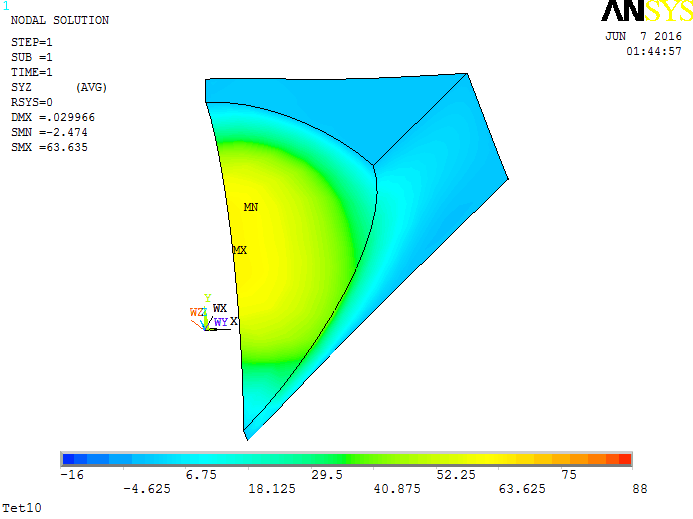 1
NODAL SOLUTION
STEP=1
SUB =1
TIME=1
SYZ (AVG)
RSYS=0
DMX =.029966
SMN =-2.474
SMX =63.635
ANSYS
JUN 7 2016
01:44:57
MN
MX
Y
WZ
WX
WY
X
-16 6.75 29.5 52.25 75
-4.625 18.125 40.875 63.625 88
Tet10